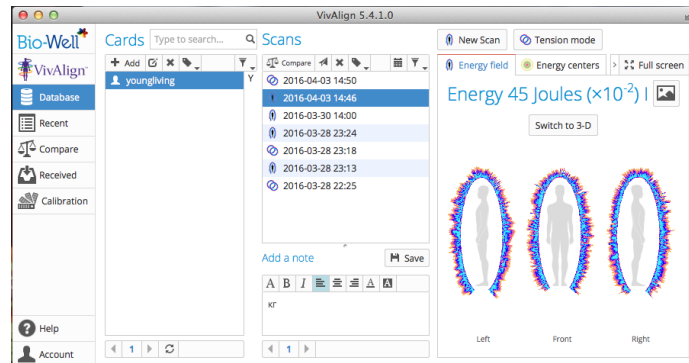 VivAlign 5.4.1.0
Bio-Well
VivAlign™
Database
Recent
Compare
Received
Calibration
Help
Account
Cards
Type to search...
Add
youngliving
Y
1
Scans
Compare
2016-04-03 14:50
2016-04-03 14:46
2016-03-30 14:00
2016-03-28 23:24
2016-03-28 23:18
2016-03-28 23:13
2016-03-28 22:25
Add a note
Save
A B I A A
кг
1
New Scan
Tension mode
Energy field
Energy centers
Full screen
Energy 45 Joules (×10⁻²) I
Switch to 3-D
Left
Front
Right